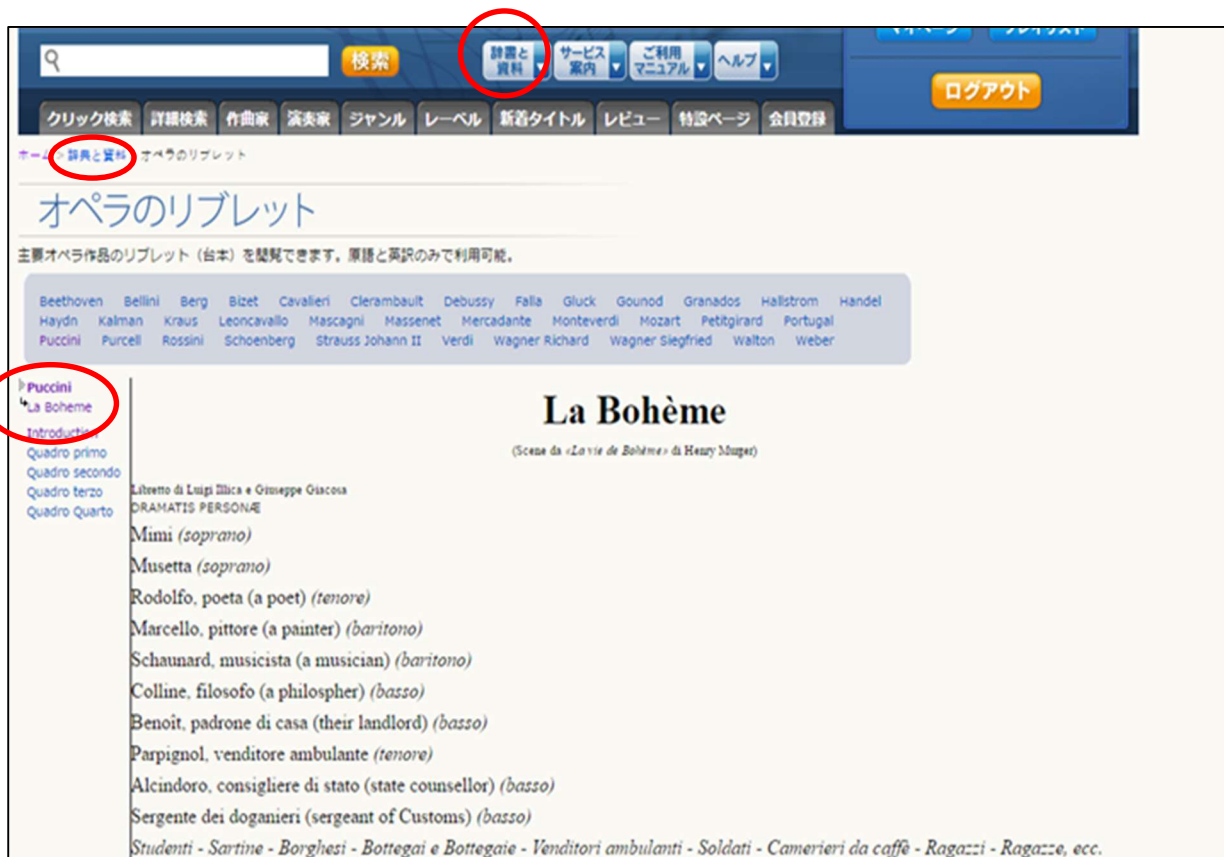 マイページ プレイリスト
検索
辞書と資料 サービス案内 ご利用マニュアル ヘルプ
ログアウト
クリック検索 詳細検索 作曲家 演奏家 ジャンル レーベル 新着タイトル レビュー 特設ページ 会員登録
ホーム > 辞典と資料 オペラのリブレット
オペラのリブレット
主要オペラ作品のリブレット（台本）を閲覧できます。原語と英訳のみで利用可能。
Beethoven Bellini Berg Bizet Cavalieri Clerambault Debussy Falla Gluck Gounod Granados Hallstrom Handel
Haydn Kalman Kraus Leoncavallo Mascagni Massenet Mercadante Monteverdi Mozart Petitgirard Portugal
Puccini Purcell Rossini Schoenberg Strauss Johann II Verdi Wagner Richard Wagner Siegfried Walton Weber
Puccini
La Boheme
Introduction
Quadro primo
Quadro secondo
Quadro terzo
Quadro Quarto
La Bohème
(Scene da «La vie de Bohème» di Henry Murger)
Libretto di Luigi Illica e Giuseppe Giacosa
DRAMATIS PERSONÆ
Mimi (soprano)
Musetta (soprano)
Rodolfo, poeta (a poet) (tenore)
Marcello, pittore (a painter) (baritono)
Schaunard, musicista (a musician) (baritono)
Colline, filosofo (a philospher) (basso)
Benoît, padrone di casa (their landlord) (basso)
Parpignol, venditore ambulante (tenore)
Alcindoro, consigliere di stato (state counsellor) (basso)
Sergente dei doganieri (sergeant of Customs) (basso)
Studenti - Sartine - Borghesi - Bottegai e Bottegaie - Venditori ambulanti - Soldati - Camerieri da caffè - Ragazzi - Ragazze, ecc.